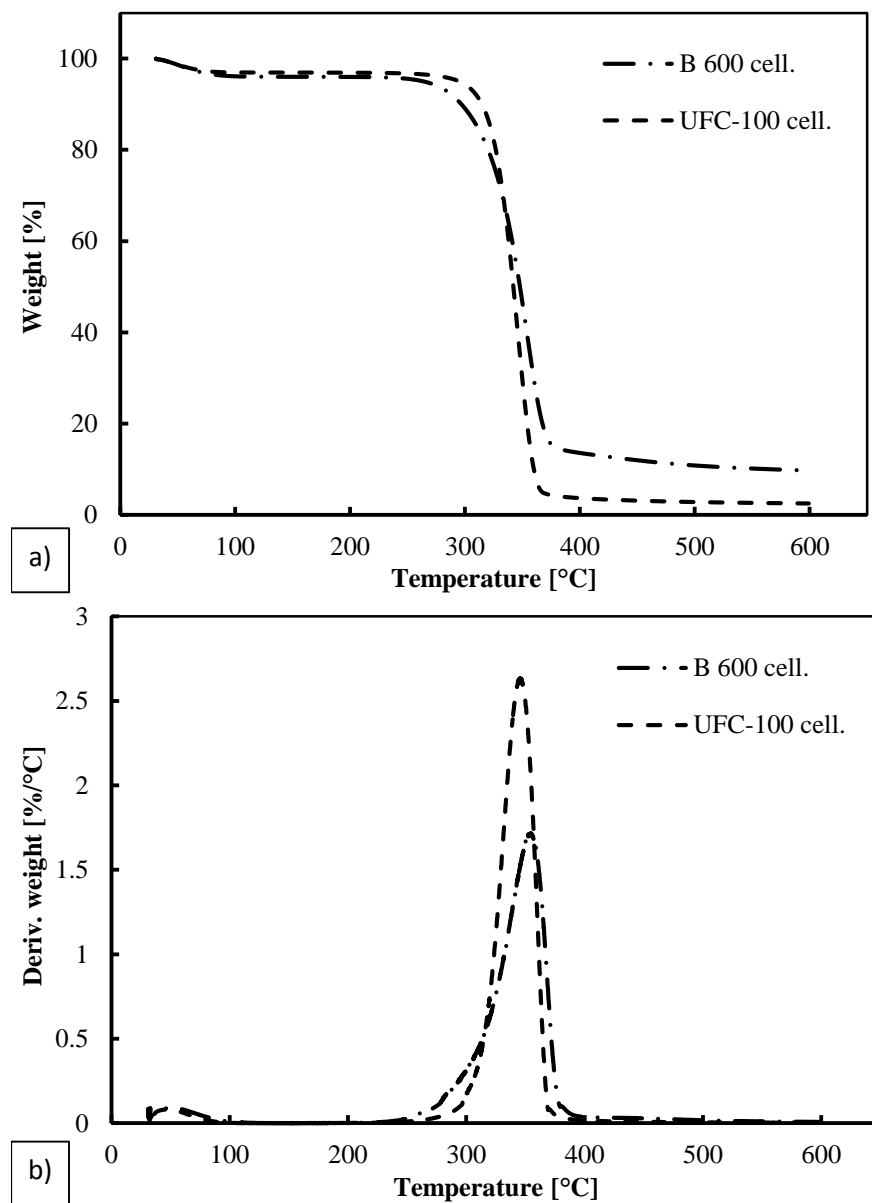 100
80
60
40
20
0
Weight [%]
B 600 cell.
UFC-100 cell.
0 100 200 300 400 500 600
Temperature [°C]
a)
3
2.5
2
1.5
1
0.5
0
Deriv. weight [%/°C]
B 600 cell.
UFC-100 cell.
0 100 200 300 400 500 600
Temperature [°C]
b)